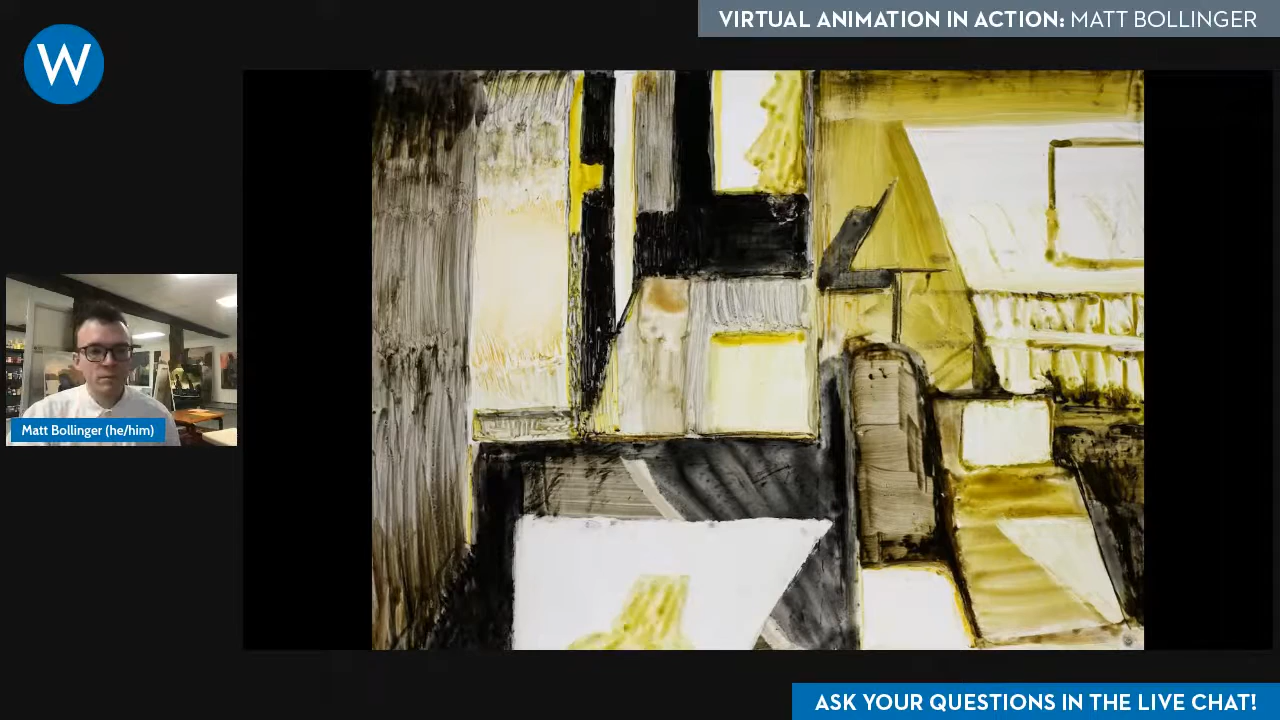 VIRTUAL ANIMATION IN ACTION: MATT BOLLINGER
W
Matt Bollinger (he/him)
ASK YOUR QUESTIONS IN THE LIVE CHAT!